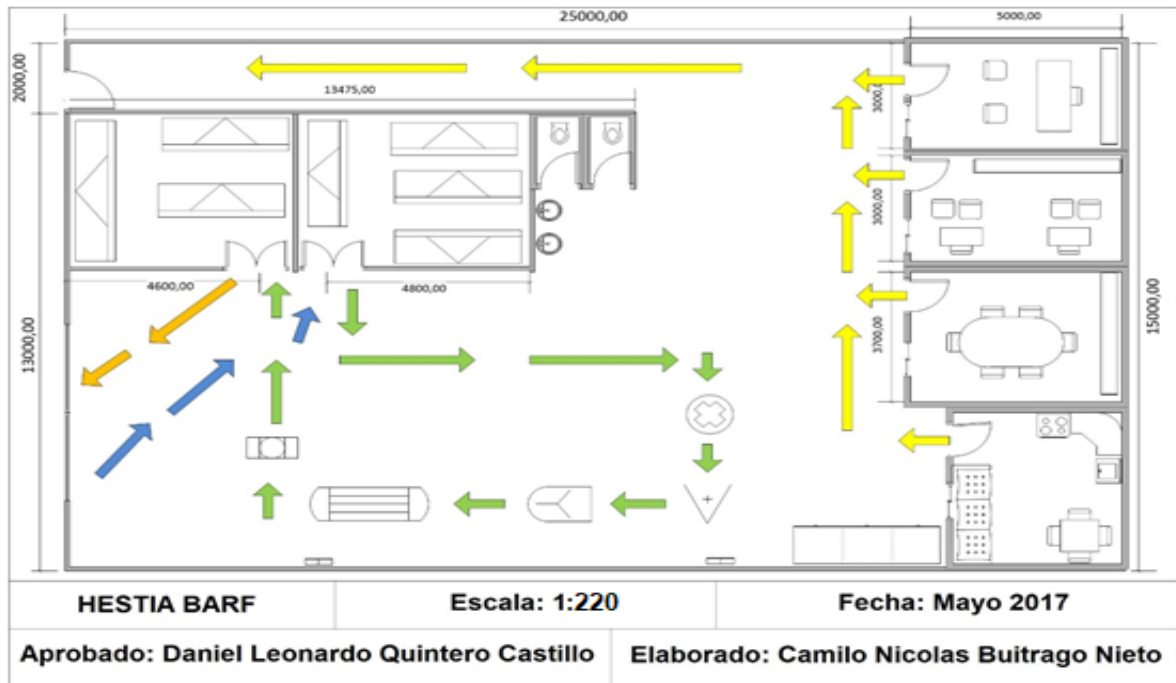 25000,00
5000,00
2000,00
13475,00
3000,00
3000,00
4600,00
4800,00
3700,00
13000,00
15000,00
HESTIA BARF
Escala: 1:220
Fecha: Mayo 2017
Aprobado: Daniel Leonardo Quintero Castillo
Elaborado: Camilo Nicolas Buitrago Nieto